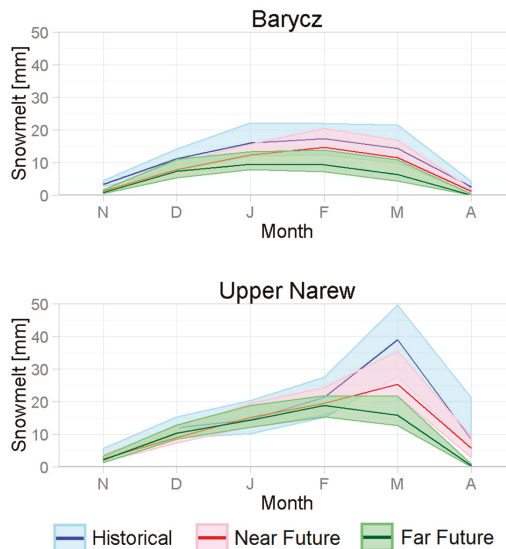 Barycz
Snowmelt [mm]
50
40
30
20
10
0
N D J F M A
Month
Upper Narew
Snowmelt [mm]
50
40
30
20
10
0
N D J F M A
Month
Historical Near Future Far Future